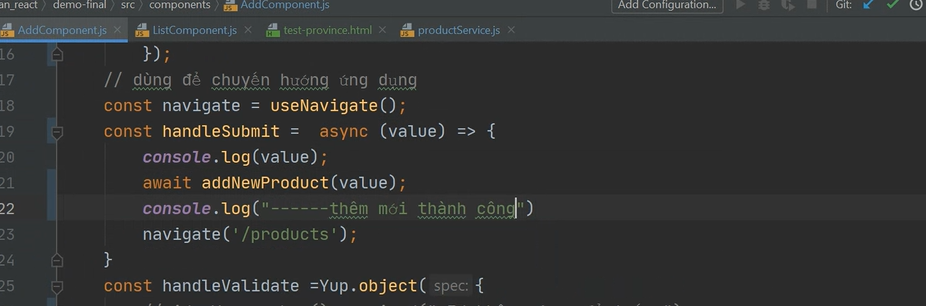 an_react › demo-final › src › components › AddComponent.js Add Configuration... Git:
AddComponent.js ListComponent.js test-province.html productService.js
16 });
17 // dùng để chuyển hướng ứng dụng
18 const navigate = useNavigate();
19 const handleSubmit = async (value) => {
20 console.log(value);
21 await addNewProduct(value);
22 console.log("------thêm mới thành công")
23 navigate('/products');
24 }
25 const handleValidate =Yup.object( spec: {